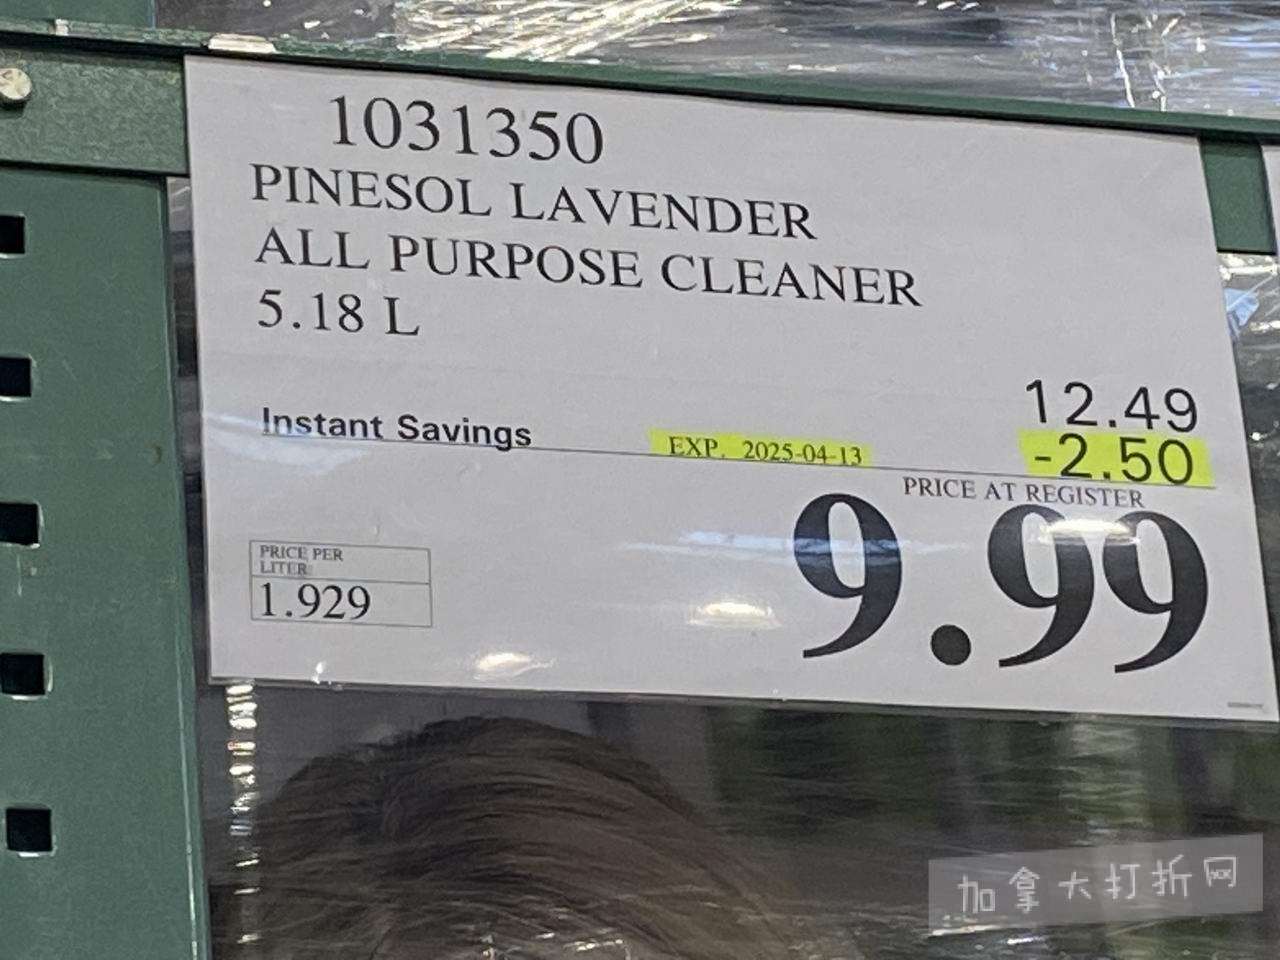 1031350
PINESOL LAVENDER
ALL PURPOSE CLEANER
5.18 L
12.49
Instant Savings EXP. 2025-04-13 -2.50
PRICE AT REGISTER
9.99
PRICE PER
LITER
1.929
加拿大打折网